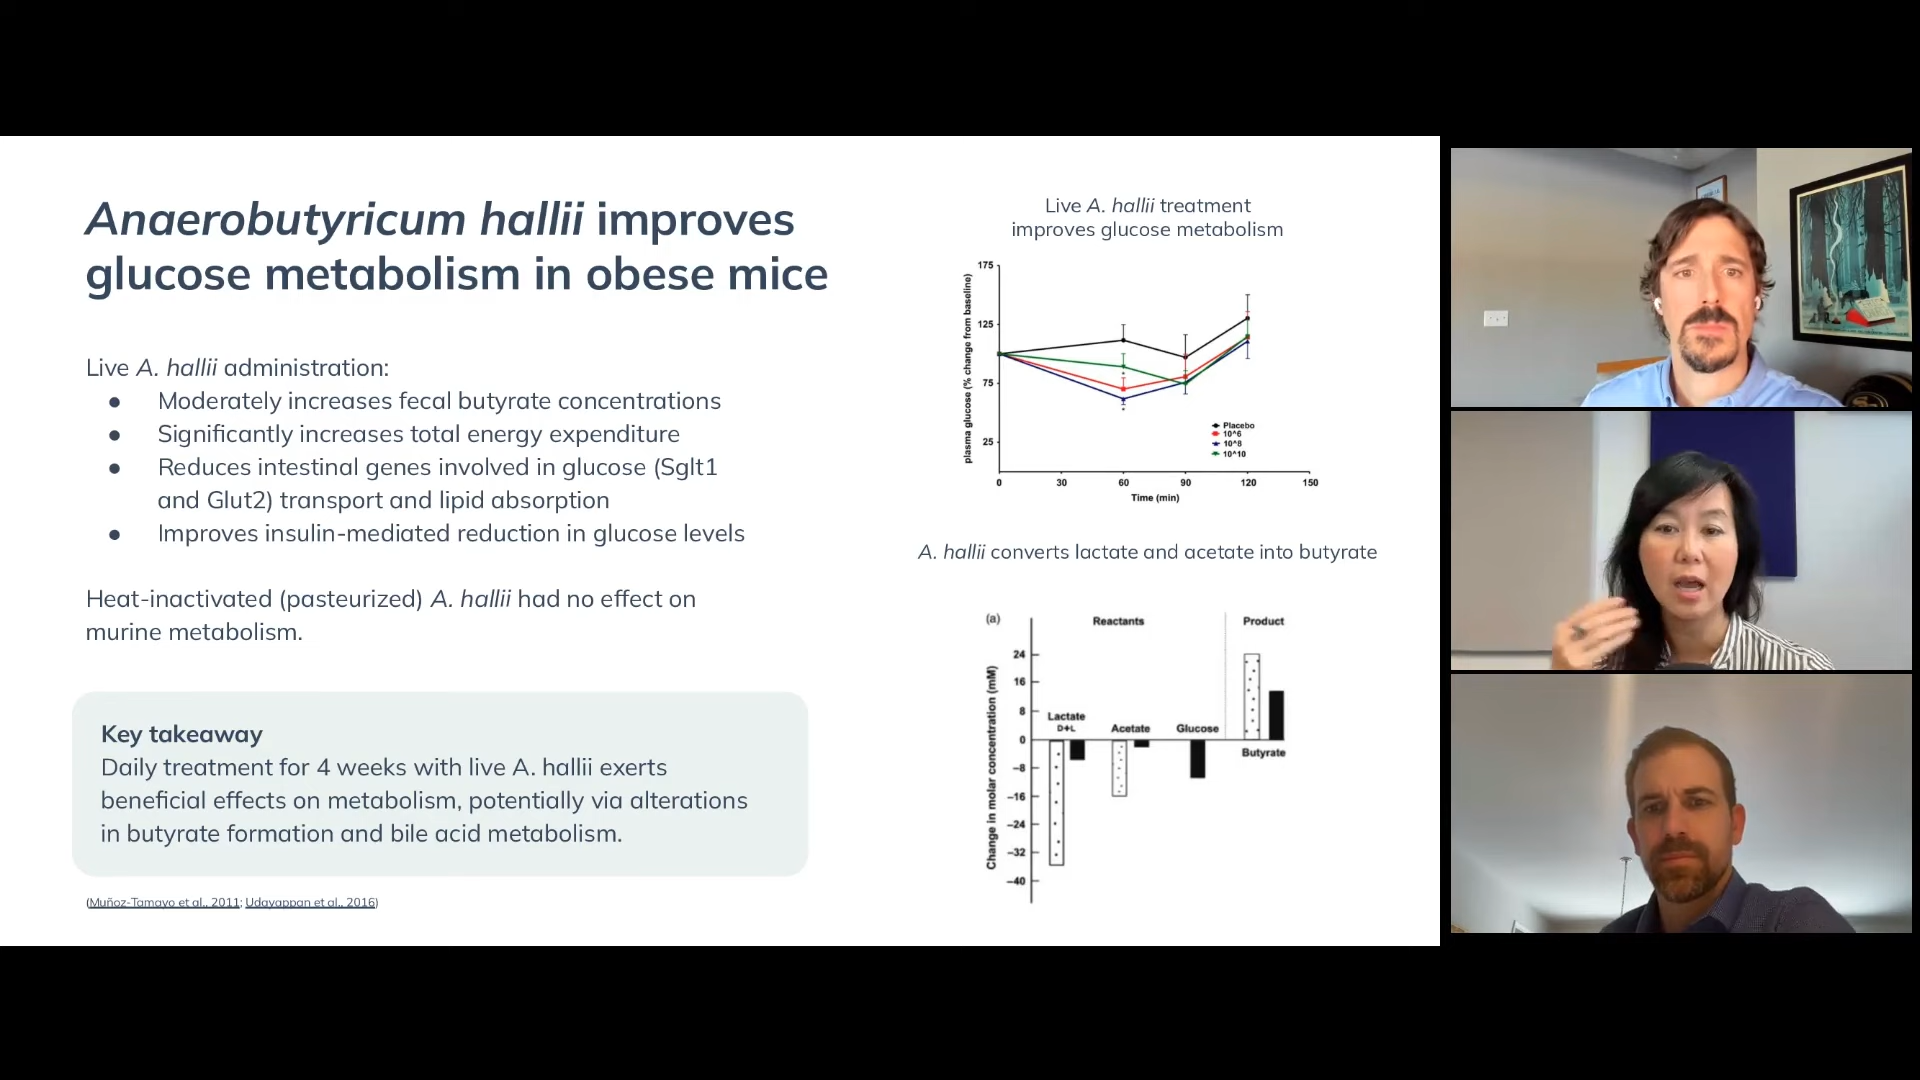 Anaerobutyricum hallii improves
glucose metabolism in obese mice
Live A. hallii administration:
● Moderately increases fecal butyrate concentrations
● Significantly increases total energy expenditure
● Reduces intestinal genes involved in glucose (Sglt1
and Glut2) transport and lipid absorption
● Improves insulin-mediated reduction in glucose levels
Heat-inactivated (pasteurized) A. hallii had no effect on
murine metabolism.
Key takeaway
Daily treatment for 4 weeks with live A. hallii exerts
beneficial effects on metabolism, potentially via alterations
in butyrate formation and bile acid metabolism.
(Muñoz-Tamayo et al., 2011; Udayappan et al., 2016)
Live A. hallii treatment
improves glucose metabolism
plasma glucose (% change from baseline)
175
125
75
25
Placebo
10^6
10^8
10^10
0 30 60 90 120 150
Time (min)
A. hallii converts lactate and acetate into butyrate
(a) Reactants Product
Change in molar concentration (mM)
24
16
8
0
−8
−16
−24
−32
−40
Lactate
D+L
Acetate
Glucose
Butyrate